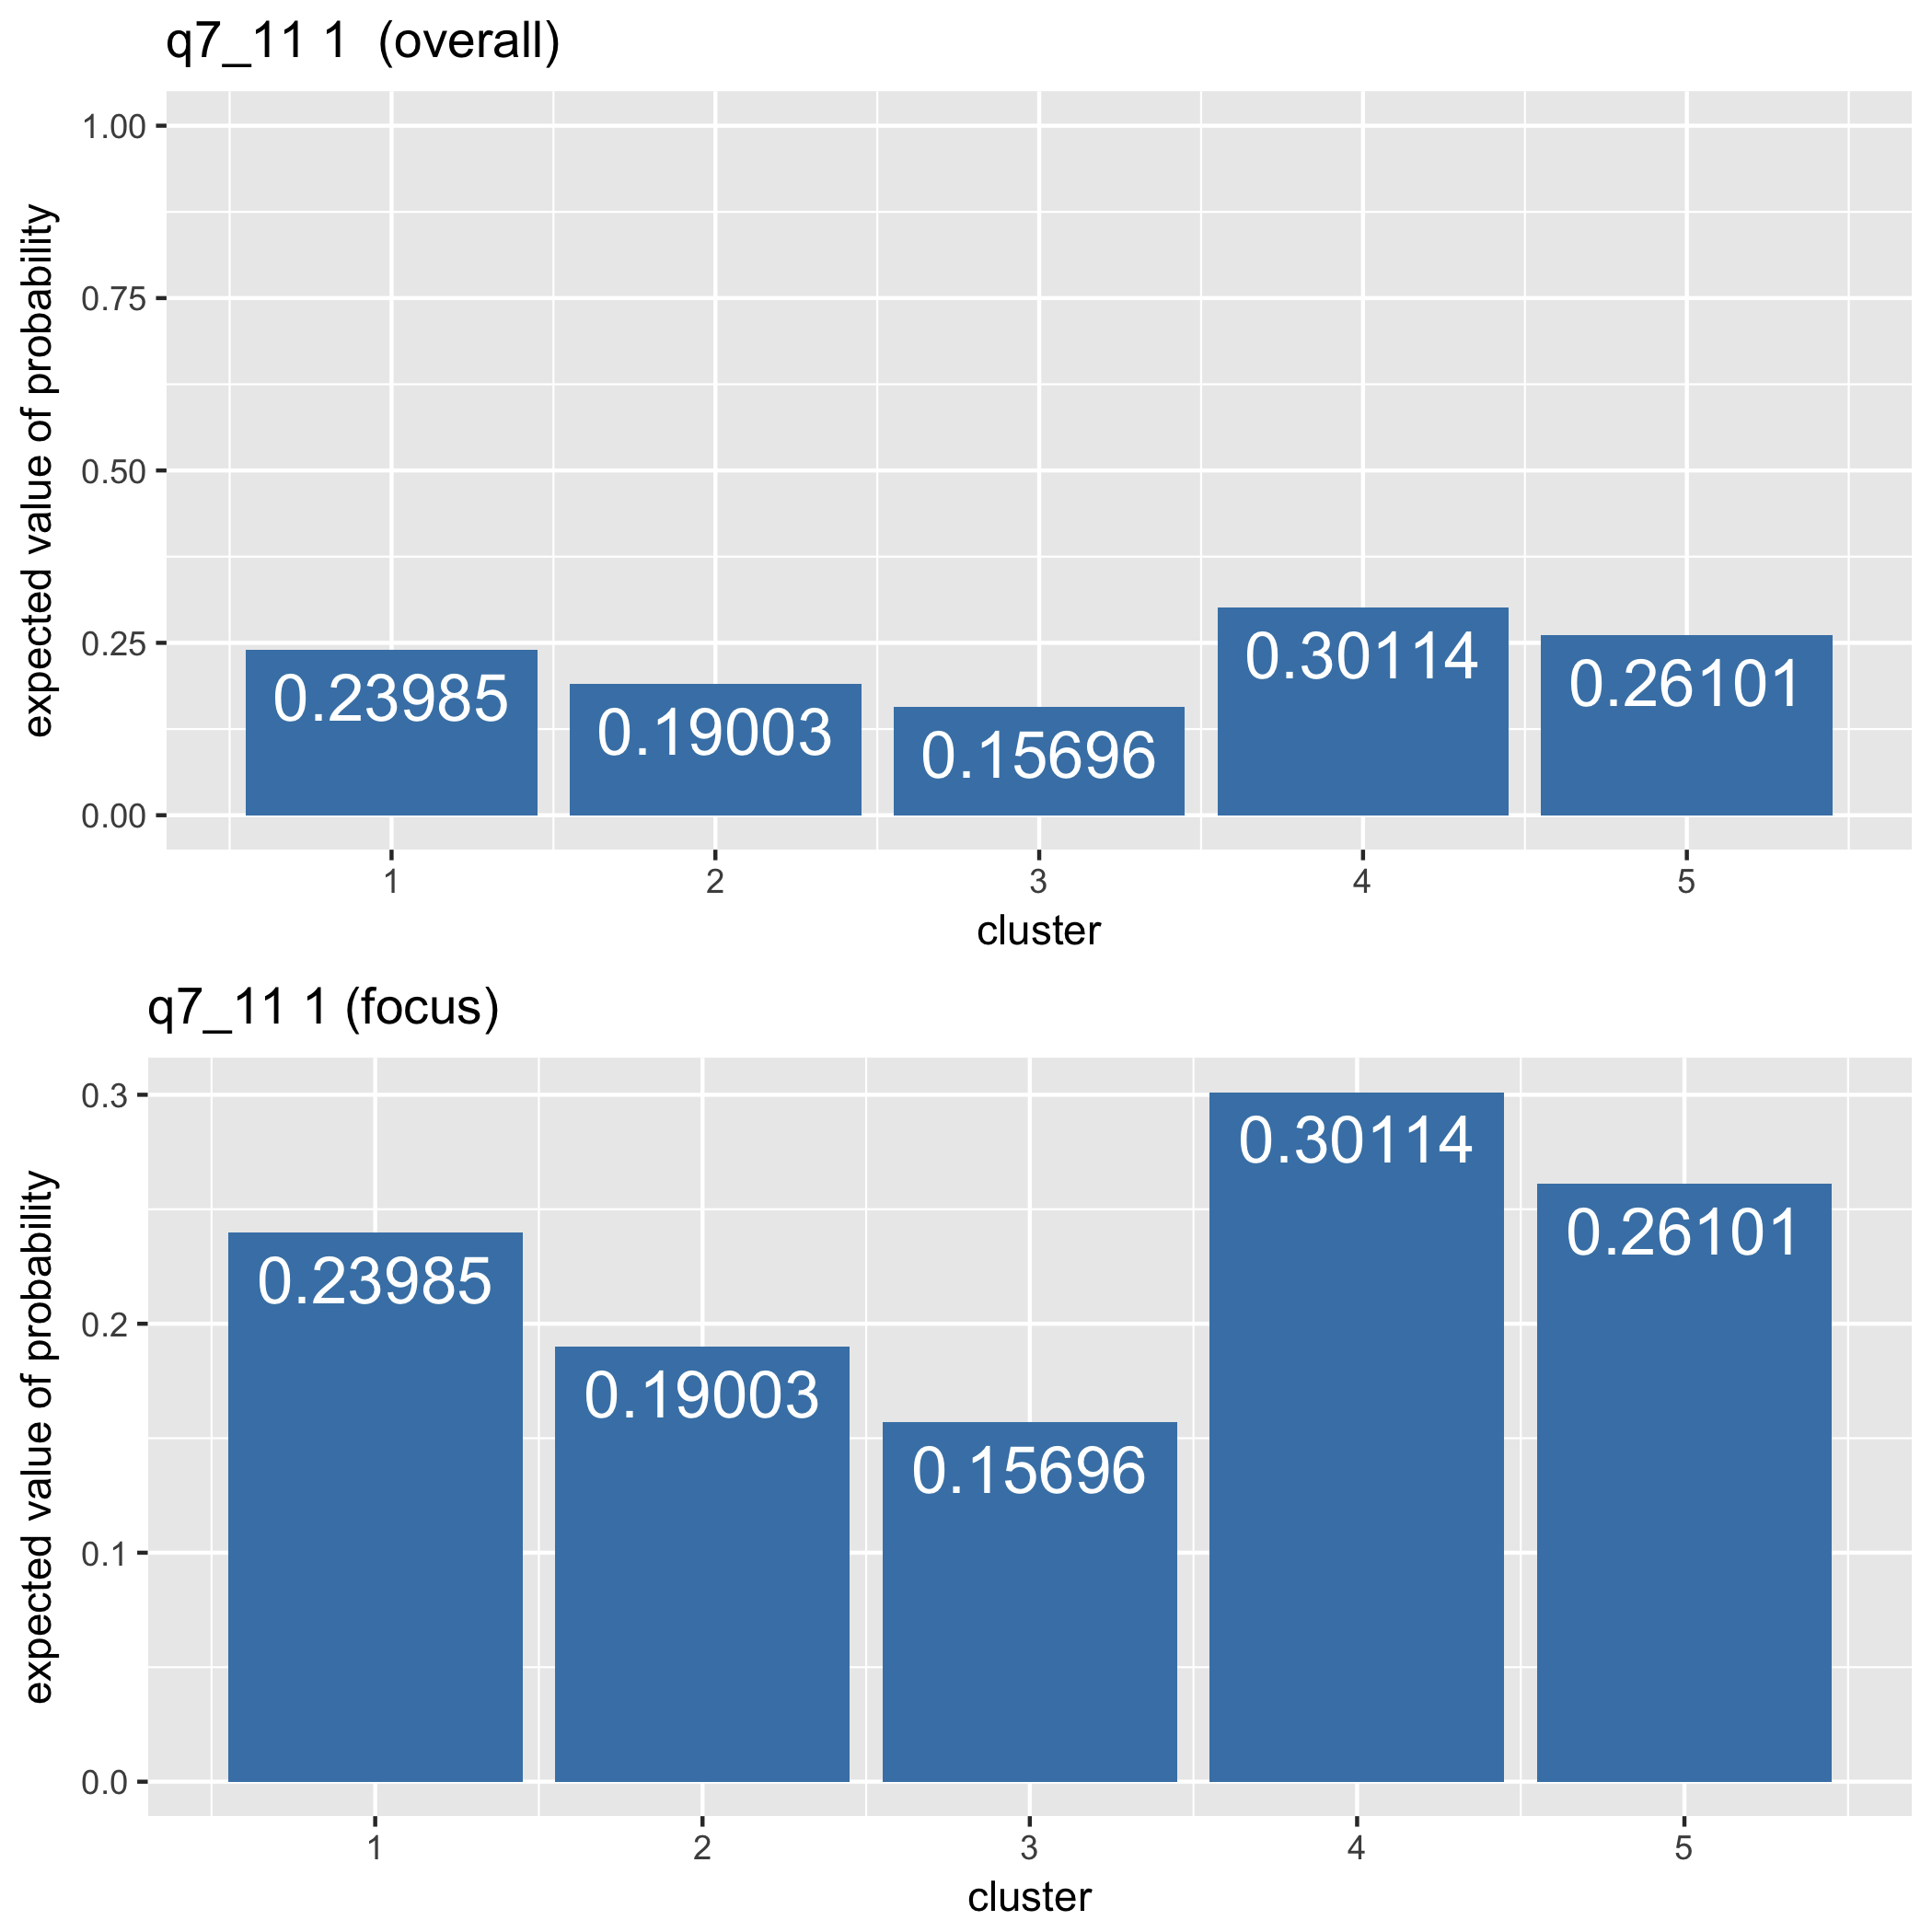 q7_11 1  (overall)
expected value of probability
1.00
0.75
0.50
0.25
0.00
0.23985
0.19003
0.15696
0.30114
0.26101
1 2 3 4 5
cluster
q7_11 1 (focus)
expected value of probability
0.3
0.2
0.1
0.0
0.23985
0.19003
0.15696
0.30114
0.26101
1 2 3 4 5
cluster